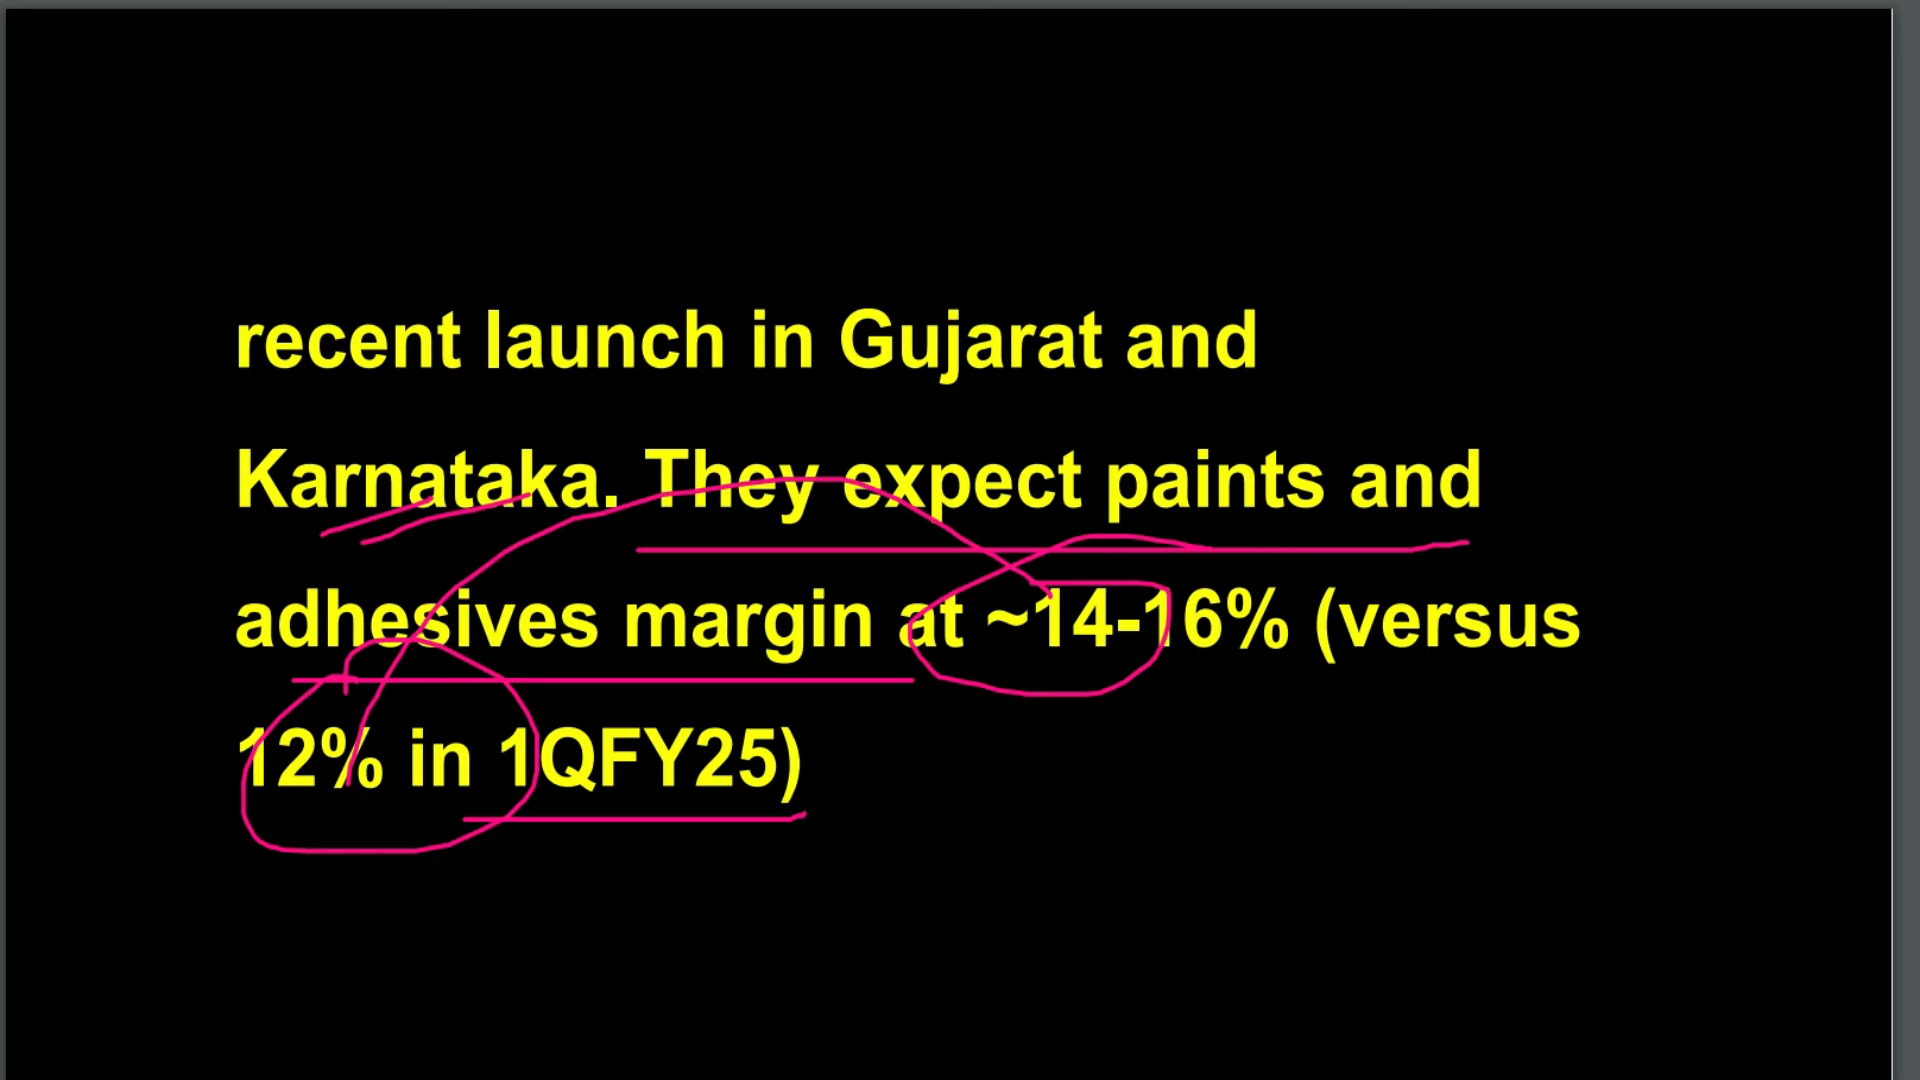 recent launch in Gujarat and
Karnataka. They expect paints and
adhesives margin at ~14-16% (versus
12% in 1QFY25)